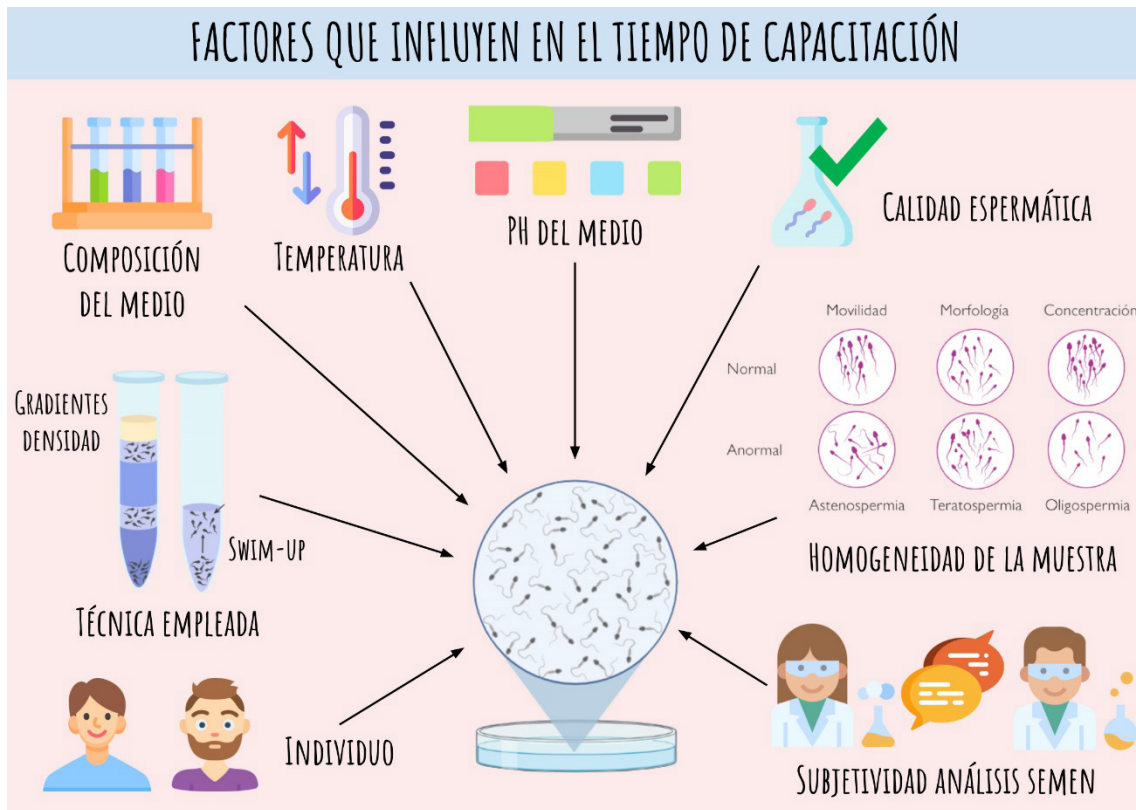 FACTORES QUE INFLUYEN EN EL TIEMPO DE CAPACITACIÓN
COMPOSICIÓN
DEL MEDIO
TEMPERATURA
PH DEL MEDIO
CALIDAD ESPERMÁTICA
GRADIENTES
DENSIDAD
SWIM-UP
TÉCNICA EMPLEADA
Movilidad
Morfología
Concentración
Normal
Anormal
Astenospermia
Teratospermia
Oligospermia
HOMOGENEIDAD DE LA MUESTRA
INDIVIDUO
SUBJETIVIDAD ANÁLISIS SEMEN